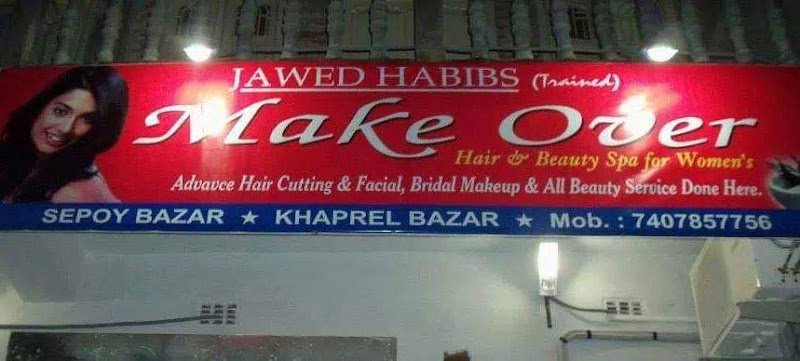 JAWED HABIBS (Trained)
Make Over
Hair & Beauty Spa for Women's
Advavce Hair Cutting & Facial, Bridal Makeup & All Beauty Service Done Here.
SEPOY BAZAR ★ KHAPREL BAZAR ★ Mob. : 7407857756